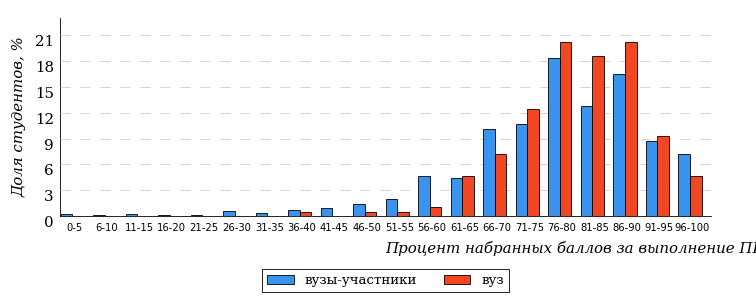 Доля студентов, %
21
18
15
12
9
6
3
0
0-5 6-10 11-15 16-20 21-25 26-30 31-35 36-40 41-45 46-50 51-55 56-60 61-65 66-70 71-75 76-80 81-85 86-90 91-95 96-100
Процент набранных баллов за выполнение
вузы-участники вуз